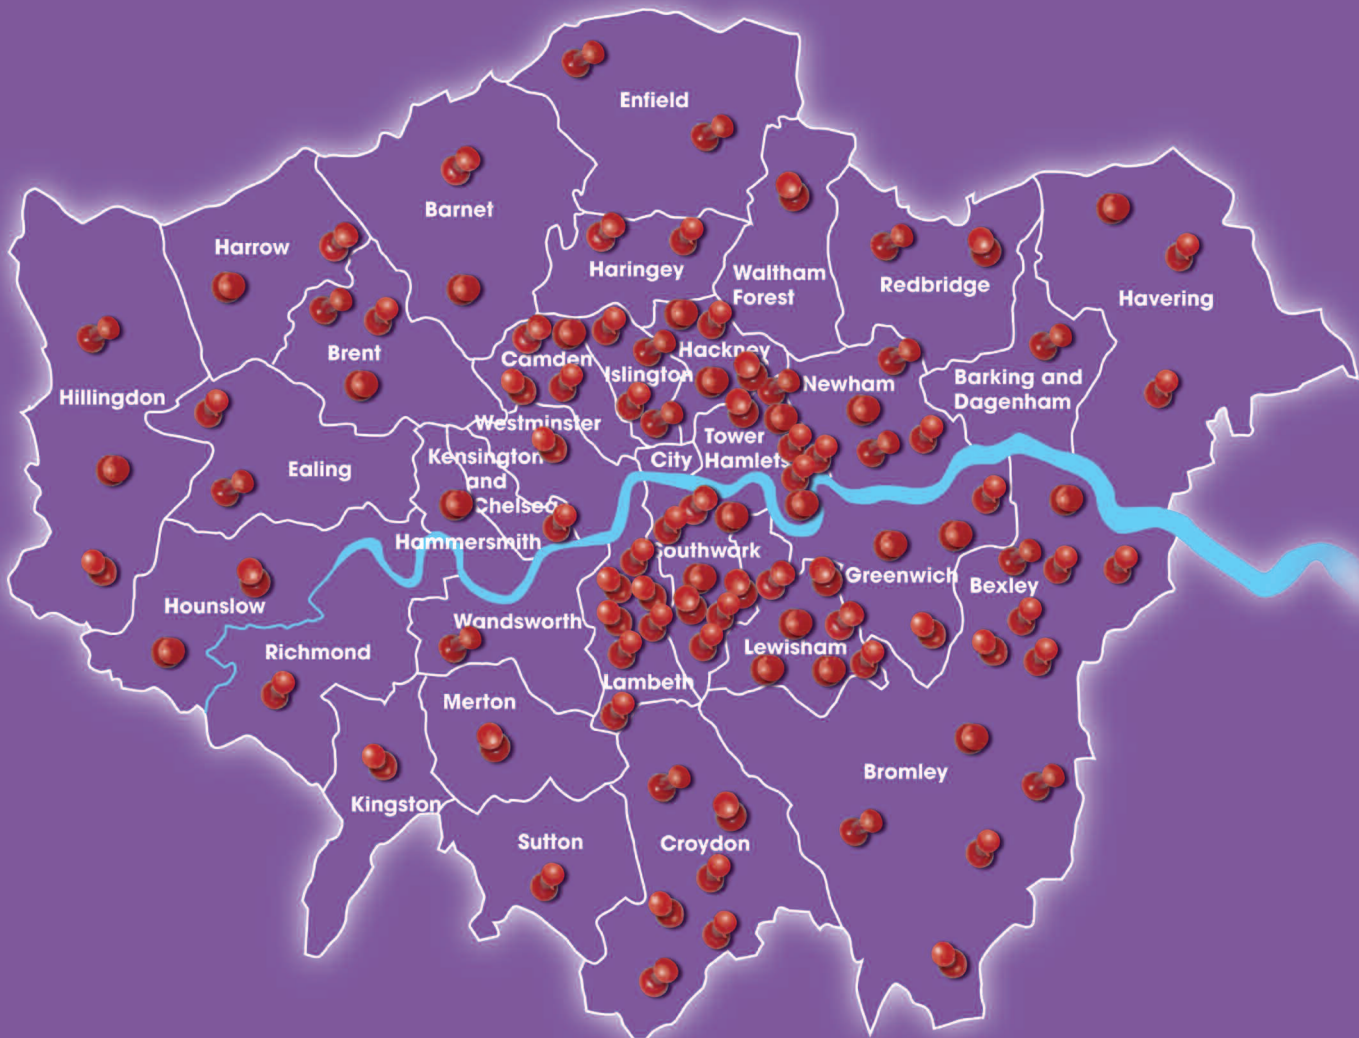 Enfield
Barnet
Harrow
Haringey
Waltham
Forest
Redbridge
Havering
Brent
Camden
Islington
Hackney
Newham
Barking and
Dagenham
Hillingdon
Westminster
Ealing
Kensington
and
Chelsea
City
Tower
Hamlets
Hammersmith
Southwark
Greenwich
Bexley
Hounslow
Richmond
Wandsworth
Lewisham
Lambeth
Merton
Kingston
Bromley
Sutton
Croydon